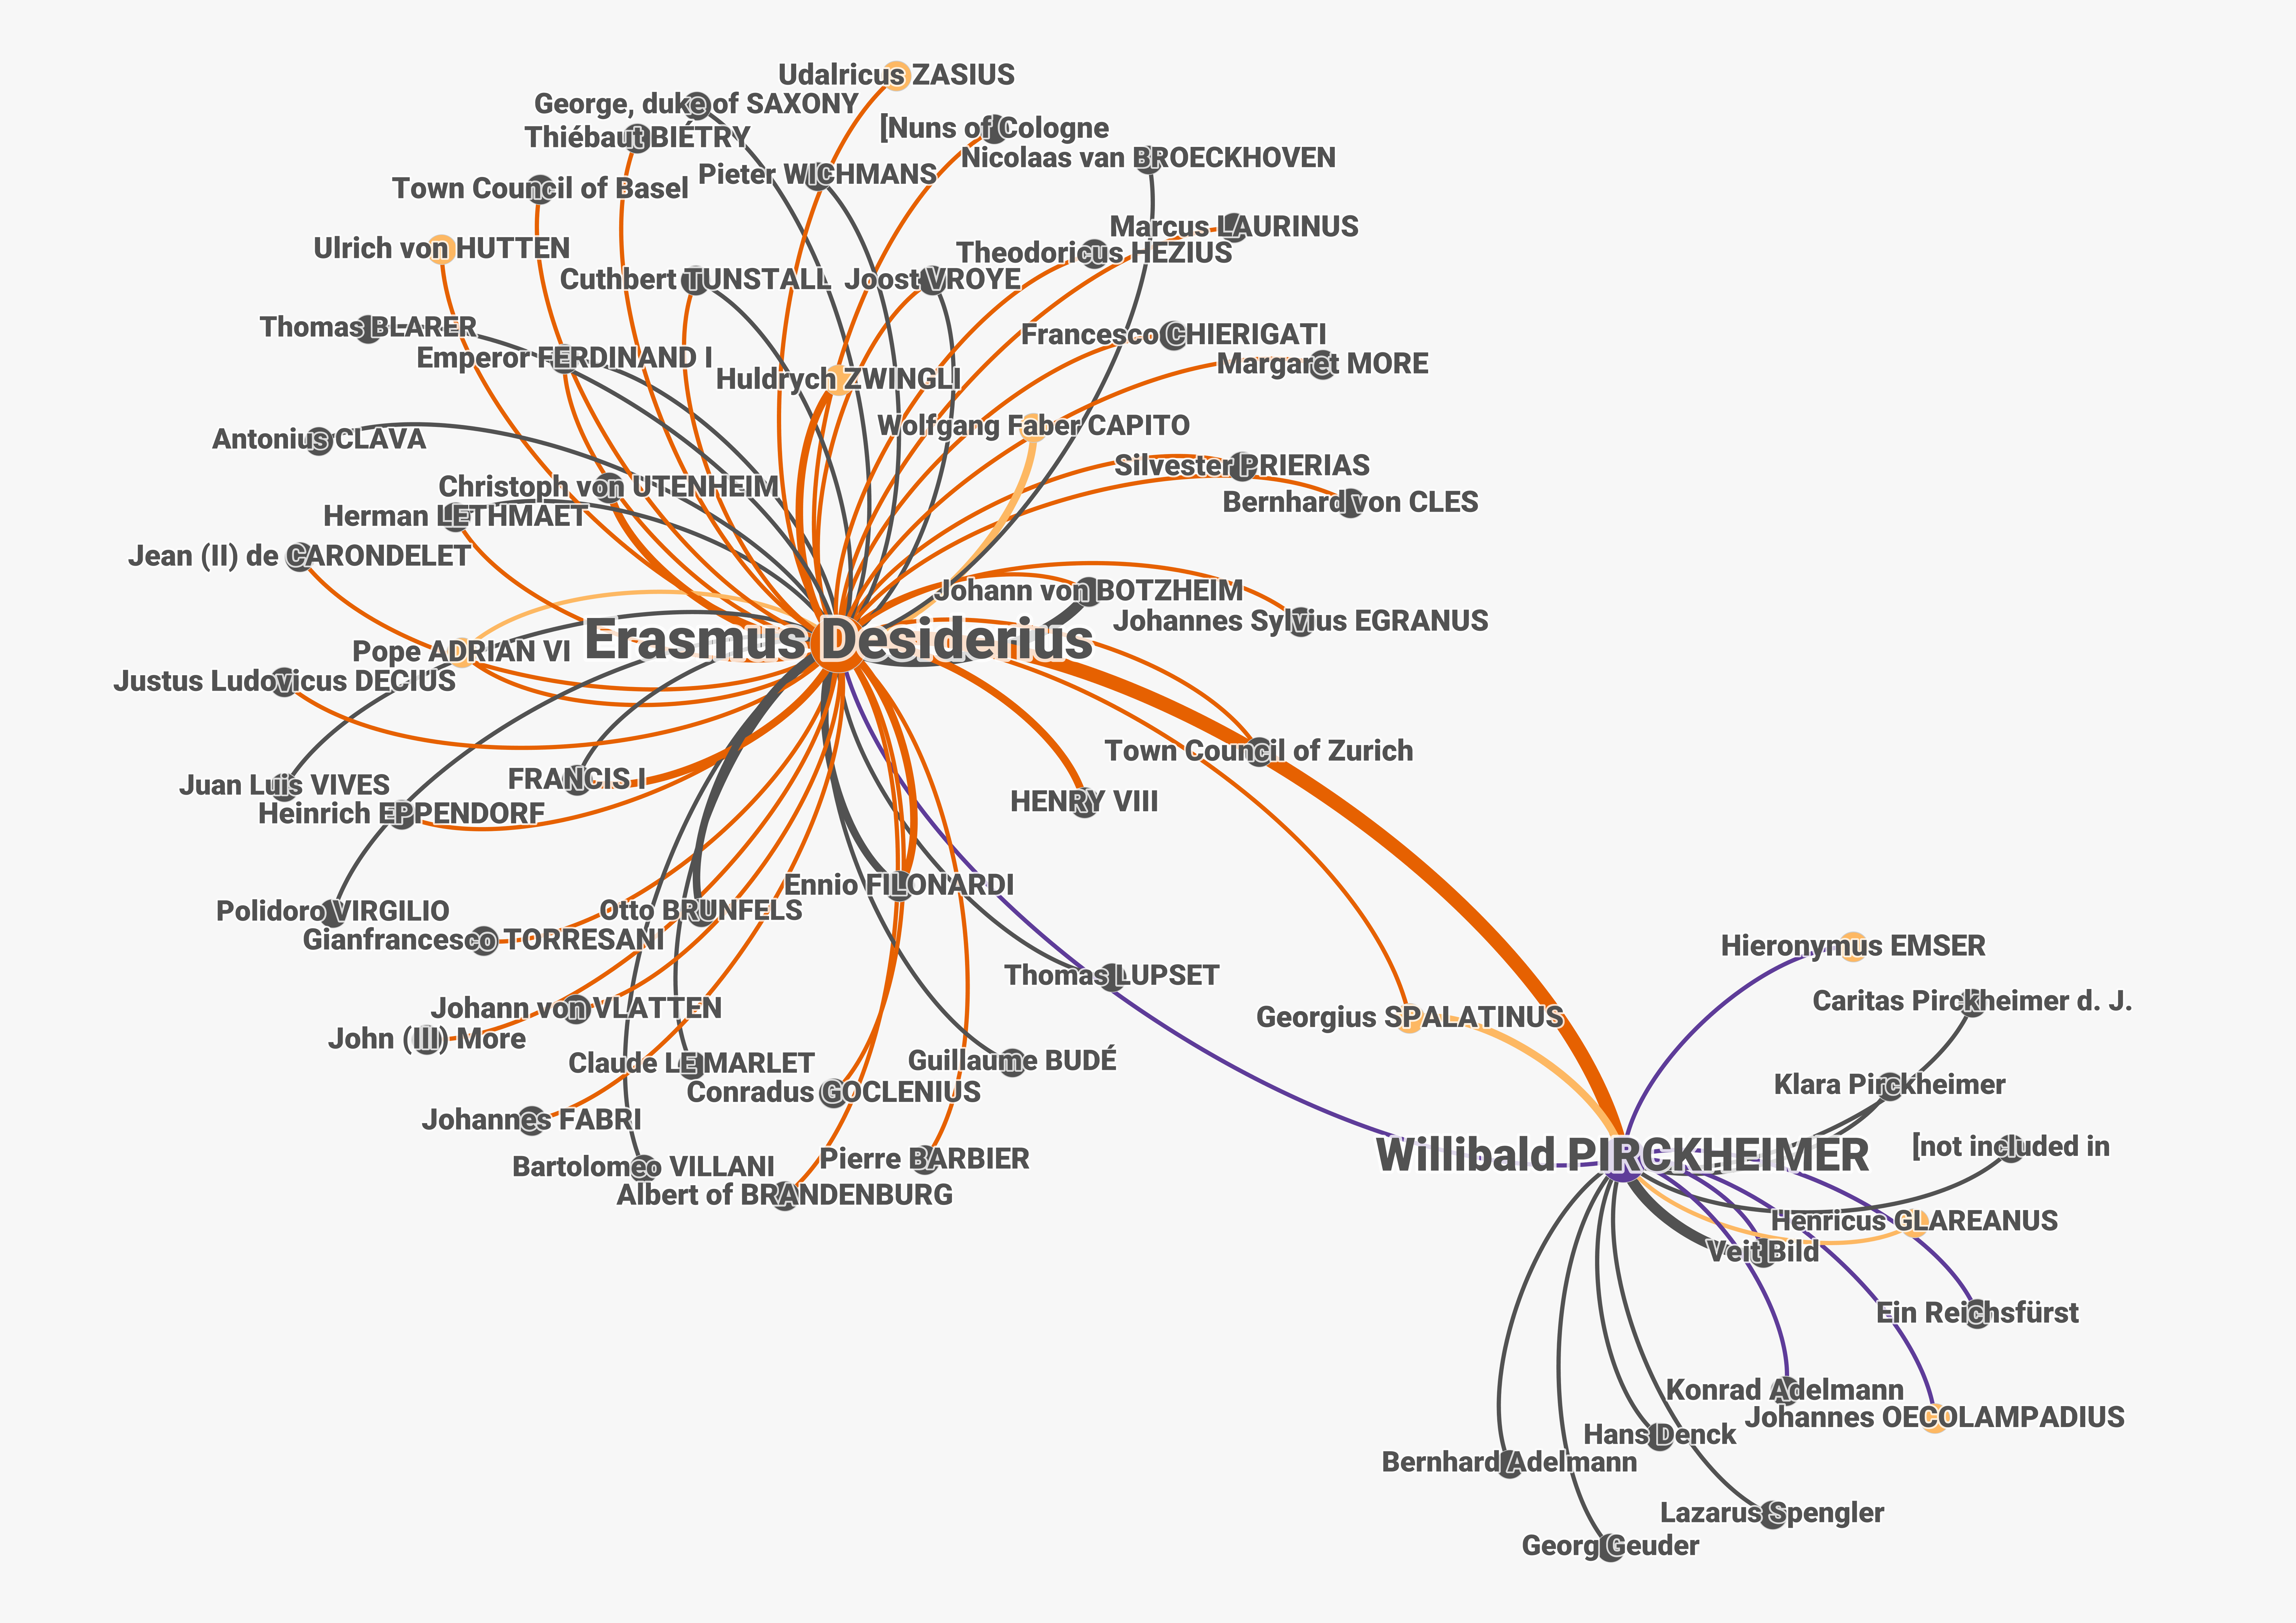 Udalricus ZASIUS
George, duke of SAXONY
[Nuns of Cologne
Thiébaut BIÉTRY
Nicolaas van BROECKHOVEN
Pieter WICHMANS
Town Council of Basel
Marcus LAURINUS
Ulrich von HUTTEN
Theodoricus HEZIUS
Cuthbert TUNSTALL
Joost VROYE
Thomas BLARER
Francesco CHIERIGATI
Emperor FERDINAND I
Margaret MORE
Huldrych ZWINGLI
Wolfgang Faber CAPITO
Antonius CLAVA
Silvester PRIERIAS
Christoph von UTENHEIM
Bernhard von CLES
Herman LETHMAET
Jean (II) de CARONDELET
Johann von BOTZHEIM
Johannes Sylvius EGRANUS
Erasmus Desiderius
Pope ADRIAN VI
Justus Ludovicus DECIUS
Town Council of Zurich
FRANCIS I
Juan Luis VIVES
HENRY VIII
Heinrich EPPENDORF
Ennio FILONARDI
Polidoro VIRGILIO
Otto BRUNFELS
Gianfrancesco TORRESANI
Hieronymus EMSER
Thomas LUPSET
Caritas Pirckheimer d. J.
Johann von VLATTEN
Georgius SPALATINUS
John (III) More
Claude LE MARLET
Guillaume BUDÉ
Klara Pirckheimer
Conradus GOCLENIUS
Johannes FABRI
[not included in
Willibald PIRCKHEIMER
Pierre BARBIER
Bartolomeo VILLANI
Albert of BRANDENBURG
Henricus GLAREANUS
Veit Bild
Ein Reichsfürst
Konrad Adelmann
Johannes OECOLAMPADIUS
Hans Denck
Bernhard Adelmann
Lazarus Spengler
Georg Geuder